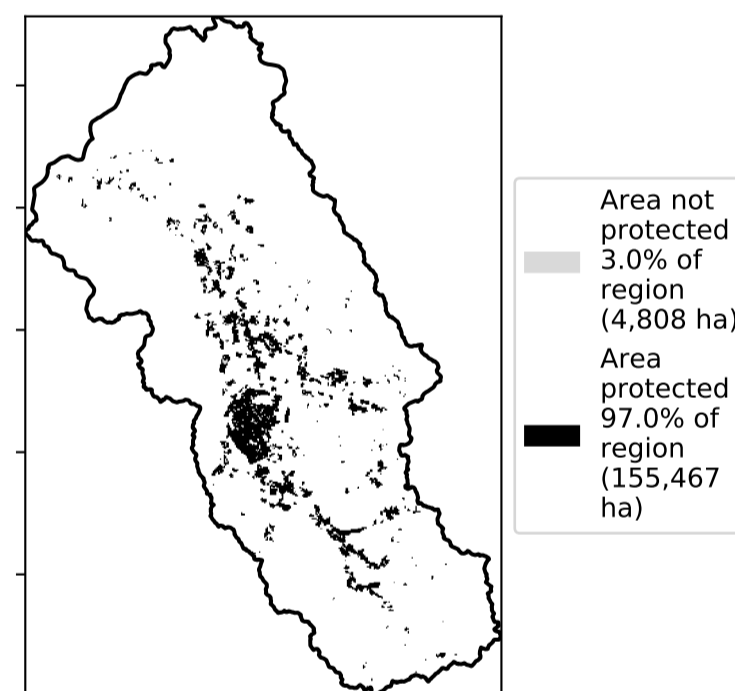 Area not
protected
3.0% of
region
(4,808 ha)
Area
protected
97.0% of
region
(155,467
ha)